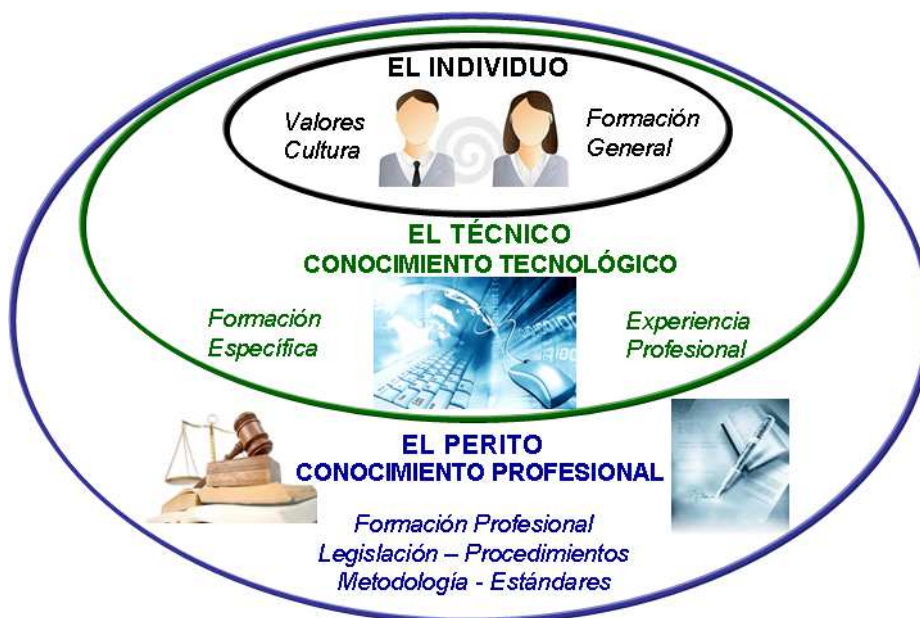 EL INDIVIDUO
Valores
Cultura
Formación
General
EL TÉCNICO
CONOCIMIENTO TECNOLÓGICO
Formación
Específica
Experiencia
Profesional
EL PERITO
CONOCIMIENTO PROFESIONAL
Formación Profesional
Legislación – Procedimientos
Metodología - Estándares